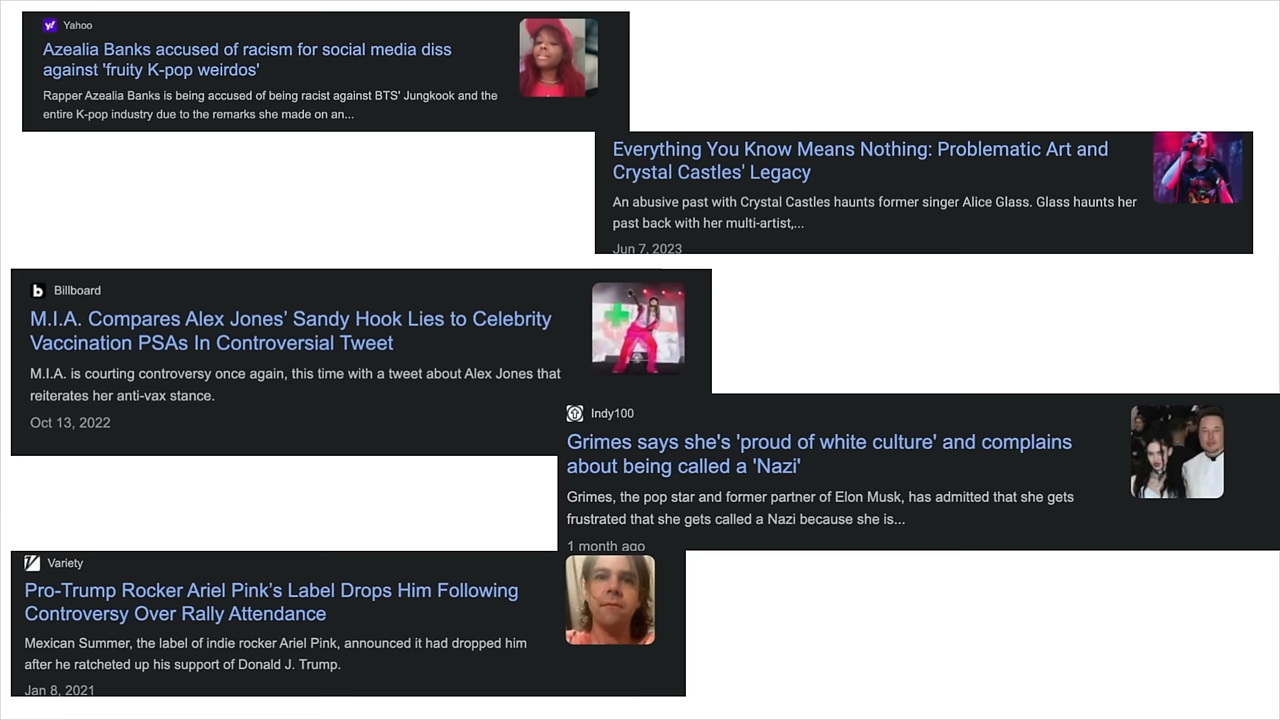 Yahoo
Azealia Banks accused of racism for social media diss
against 'fruity K-pop weirdos'
Rapper Azealia Banks is being accused of being racist against BTS' Jungkook and the
entire K-pop industry due to the remarks she made on an...
Everything You Know Means Nothing: Problematic Art and
Crystal Castles' Legacy
An abusive past with Crystal Castles haunts former singer Alice Glass. Glass haunts her
past back with her multi-artist,...
Jun 7, 2023
Billboard
M.I.A. Compares Alex Jones’ Sandy Hook Lies to Celebrity
Vaccination PSAs In Controversial Tweet
M.I.A. is courting controversy once again, this time with a tweet about Alex Jones that
reiterates her anti-vax stance.
Oct 13, 2022
Indy100
Grimes says she's 'proud of white culture' and complains
about being called a 'Nazi'
Grimes, the pop star and former partner of Elon Musk, has admitted that she gets
frustrated that she gets called a Nazi because she is...
1 month ago
Variety
Pro-Trump Rocker Ariel Pink’s Label Drops Him Following
Controversy Over Rally Attendance
Mexican Summer, the label of indie rocker Ariel Pink, announced it had dropped him
after he ratcheted up his support of Donald J. Trump.
Jan 8, 2021